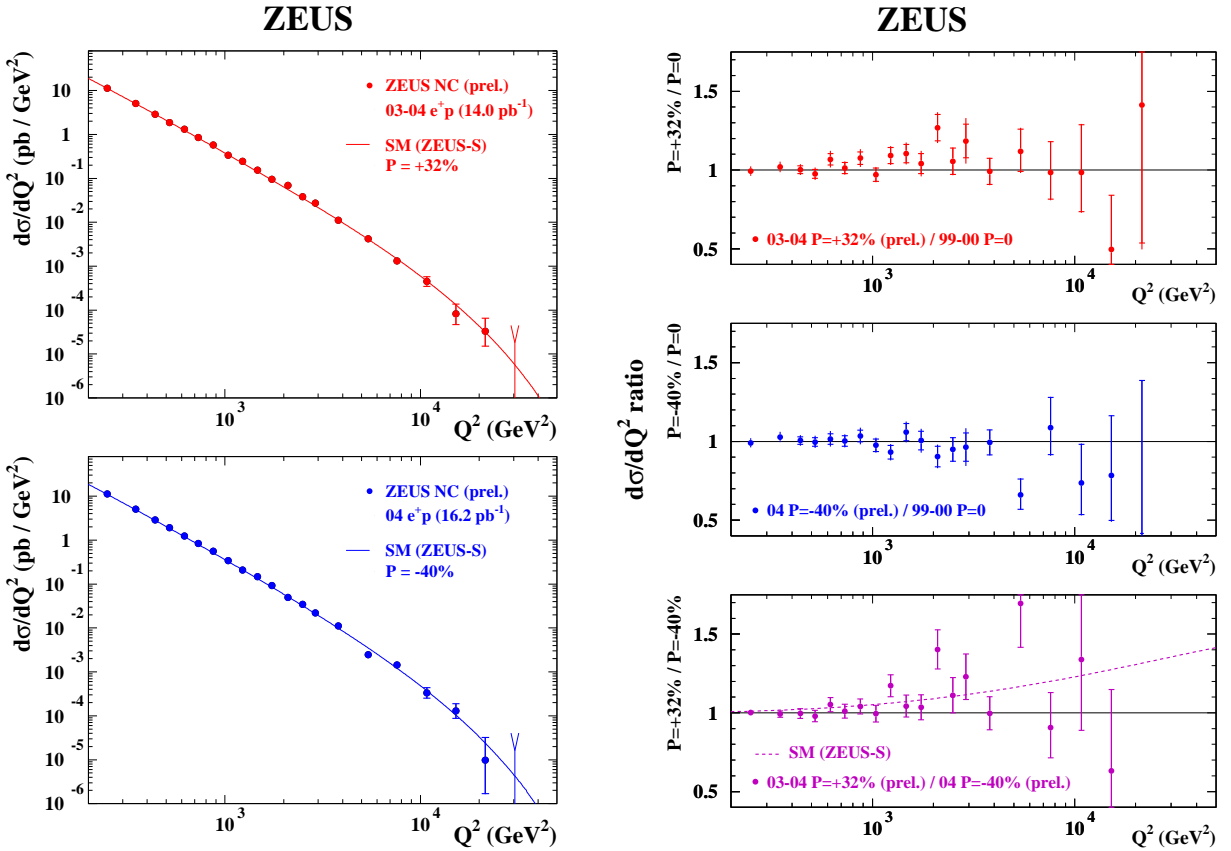 ZEUS
dσ/dQ² (pb / GeV²)
10
1
10⁻¹
10⁻²
10⁻³
10⁻⁴
10⁻⁵
10⁻⁶
ZEUS NC (prel.)
03-04 e⁺p (14.0 pb⁻¹)
SM (ZEUS-S)
P = +32%
10³
10⁴
Q² (GeV²)
dσ/dQ² (pb / GeV²)
10
1
10⁻¹
10⁻²
10⁻³
10⁻⁴
10⁻⁵
10⁻⁶
ZEUS NC (prel.)
04 e⁺p (16.2 pb⁻¹)
SM (ZEUS-S)
P = -40%
10³
10⁴
Q² (GeV²)
ZEUS
dσ/dQ² ratio
P=+32% / P=0
1.5
1
0.5
03-04 P=+32% (prel.) / 99-00 P=0
10³
10⁴
Q² (GeV²)
P=-40% / P=0
1.5
1
0.5
04 P=-40% (prel.) / 99-00 P=0
10³
10⁴
Q² (GeV²)
P=+32% / P=-40%
1.5
1
0.5
SM (ZEUS-S)
03-04 P=+32% (prel.) / 04 P=-40% (prel.)
10³
10⁴
Q² (GeV²)